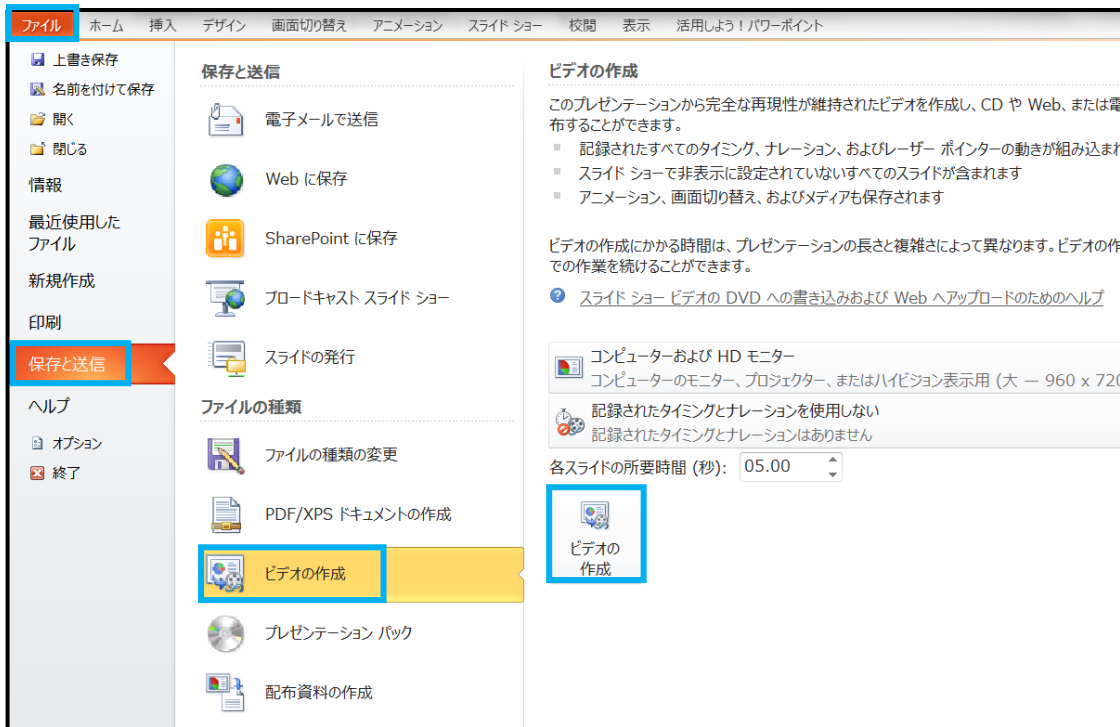 ファイル ホーム 挿入 デザイン 画面切り替え アニメーション スライド ショー 校閲 表示 活用しよう！パワーポイント
上書き保存
名前を付けて保存
開く
閉じる
情報
最近使用した
ファイル
新規作成
印刷
保存と送信
ヘルプ
オプション
終了
保存と送信
電子メールで送信
Web に保存
SharePoint に保存
ブロードキャスト スライド ショー
スライドの発行
ファイルの種類
ファイルの種類の変更
PDF/XPS ドキュメントの作成
ビデオの作成
プレゼンテーション パック
配布資料の作成
ビデオの作成
このプレゼンテーションから完全な再現性が維持されたビデオを作成し、CD や Web、または電
布することができます。
記録されたすべてのタイミング、ナレーション、およびレーザー ポインターの動きが組み込まれ
スライド ショーで非表示に設定されていないすべてのスライドが含まれます
アニメーション、画面切り替え、およびメディアも保存されます
ビデオの作成にかかる時間は、プレゼンテーションの長さと複雑さによって異なります。ビデオの作
での作業を続けることができます。
スライド ショー ビデオの DVD への書き込みおよび Web へアップロードのためのヘルプ
コンピューターおよび HD モニター
コンピューターのモニター、プロジェクター、またはハイビジョン表示用 (大 — 960 x 720
記録されたタイミングとナレーションを使用しない
記録されたタイミングとナレーションはありません
各スライドの所要時間 (秒): 05.00
ビデオの
作成